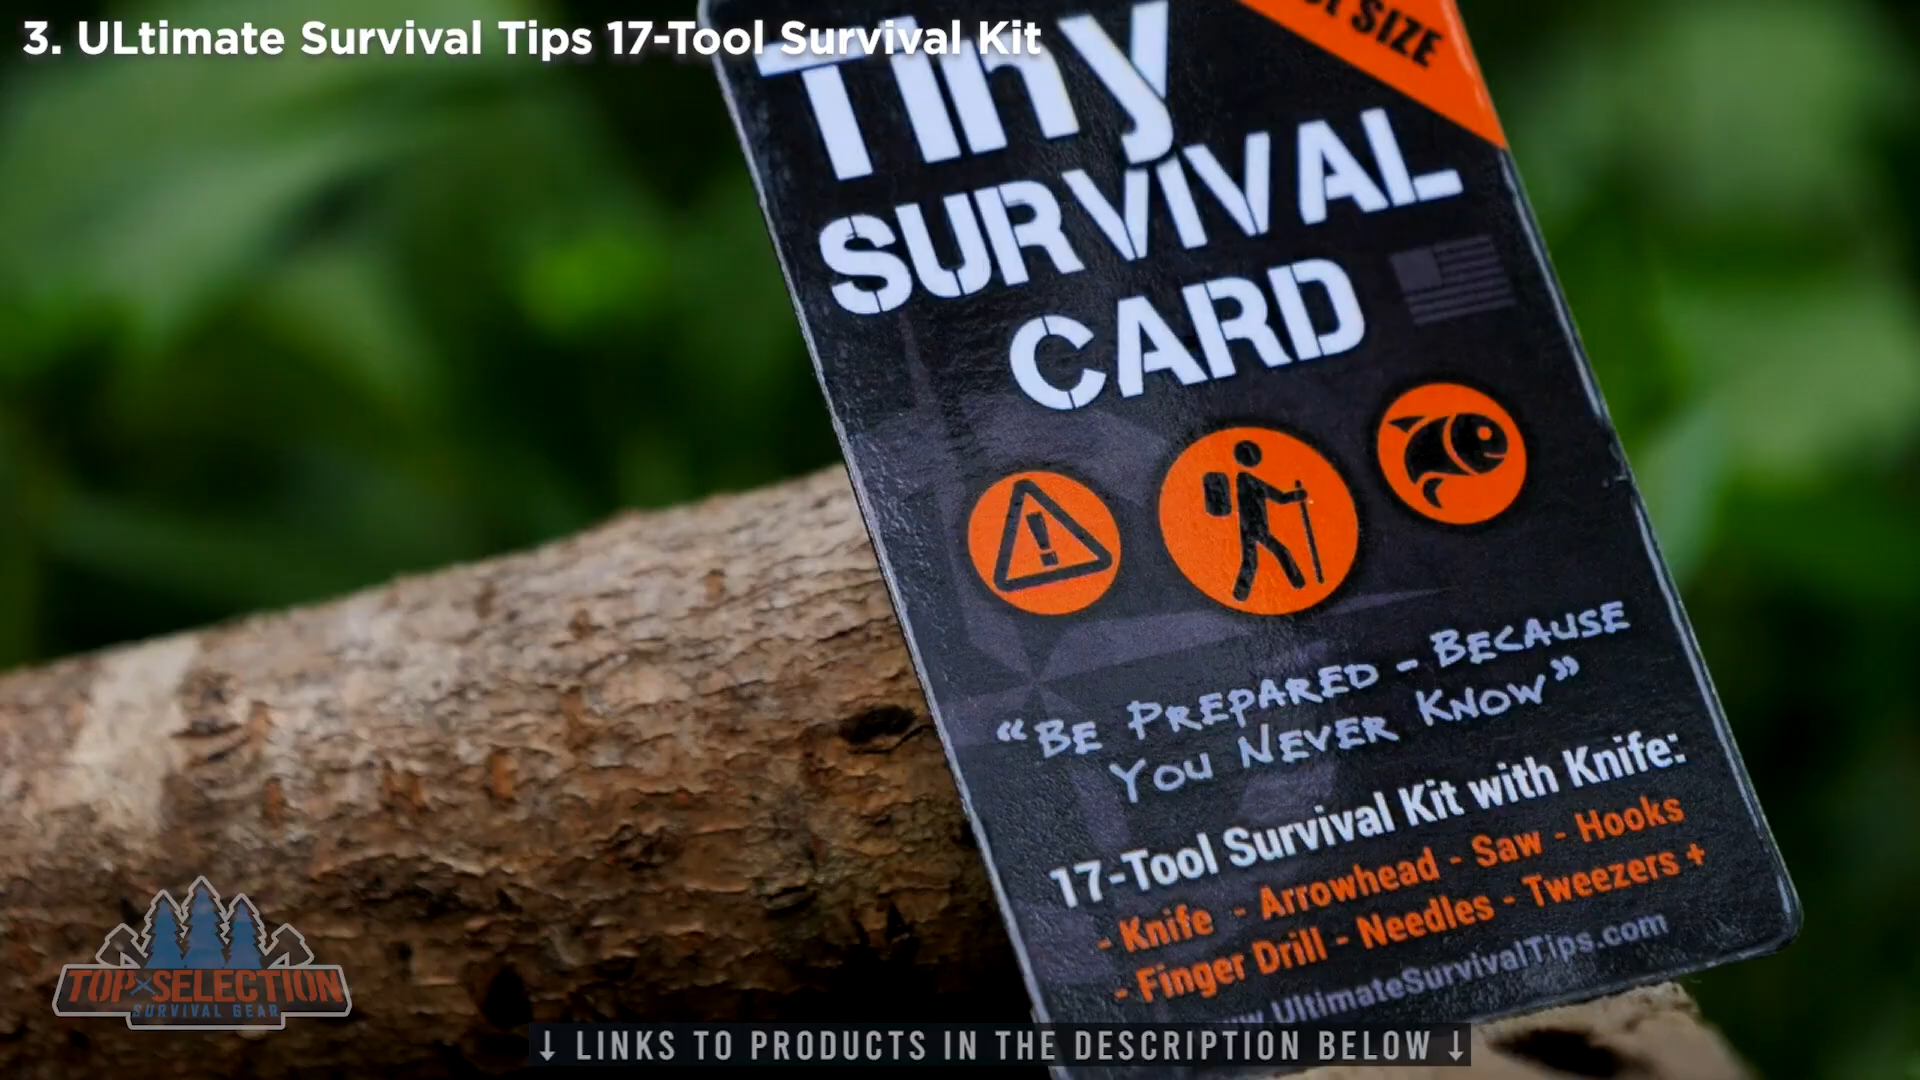 3. ULtimate Survival Tips 17-Tool Survival Kit
SIZE
Tiny
SURVIVAL
CARD
“BE PREPARED - BECAUSE
YOU NEVER KNOW”
17-Tool Survival Kit with Knife:
- Knife - Arrowhead - Saw - Hooks
- Finger Drill - Needles - Tweezers +
UltimateSurvivalTips.com
TOP SELECTION
SURVIVAL GEAR
↓ LINKS TO PRODUCTS IN THE DESCRIPTION BELOW ↓